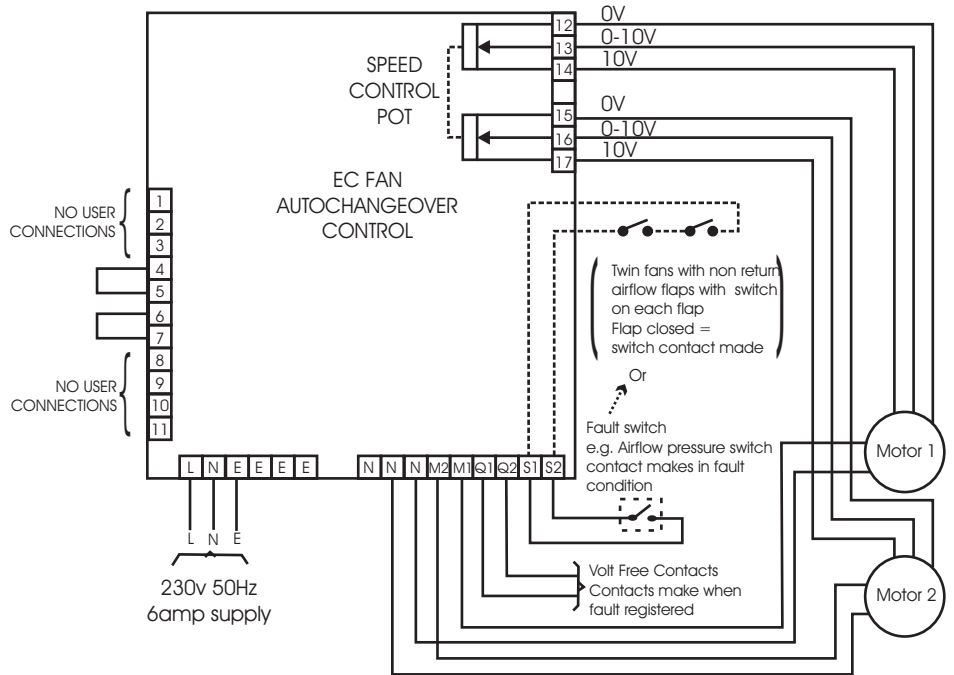 12 0V
13 0-10V
14 10V
SPEED
CONTROL
POT
15 0V
16 0-10V
17 10V
EC FAN
AUTOCHANGEOVER
CONTROL
NO USER
CONNECTIONS
1
2
3
4
5
6
7
8
9
10
11
NO USER
CONNECTIONS
Twin fans with non return
airflow flaps with switch
on each flap
Flap closed =
switch contact made
Or
Fault switch
e.g. Airflow pressure switch
contact makes in fault
condition
Motor 1
L N E E E E
N N N M2 M1 Q1 Q2 S1 S2
L N E
230v 50Hz
6amp supply
Volt Free Contacts
Contacts make when
fault registered
Motor 2